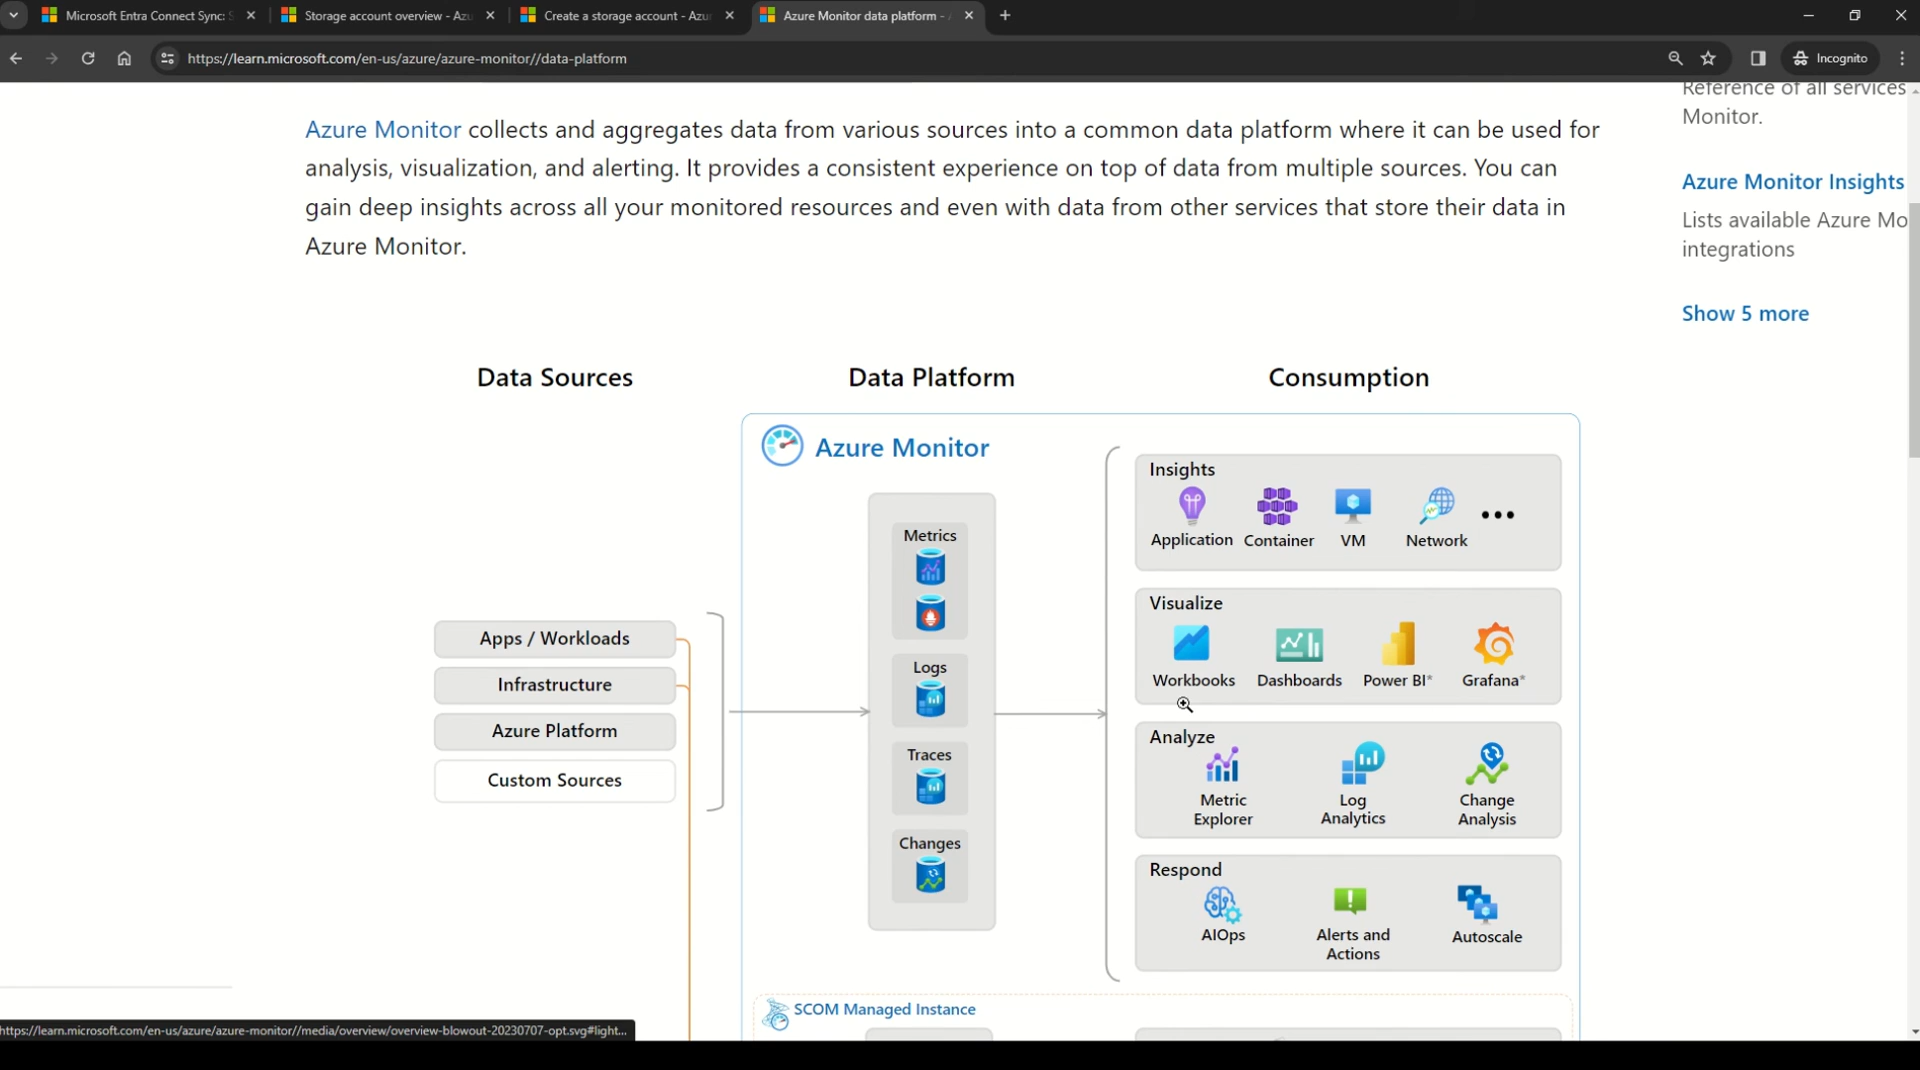 Microsoft Entra Connect Sync: S
Storage account overview - Azu
Create a storage account - Azur
Azure Monitor data platform - A
https://learn.microsoft.com/en-us/azure/azure-monitor//data-platform
Incognito
Azure Monitor collects and aggregates data from various sources into a common data platform where it can be used for
analysis, visualization, and alerting. It provides a consistent experience on top of data from multiple sources. You can
gain deep insights across all your monitored resources and even with data from other services that store their data in
Azure Monitor.
Reference of all services
Monitor.
Azure Monitor Insights
Lists available Azure Mo
integrations
Show 5 more
Data Sources
Data Platform
Consumption
Azure Monitor
Apps / Workloads
Infrastructure
Azure Platform
Custom Sources
Metrics
Logs
Traces
Changes
Insights
Application
Container
VM
Network
Visualize
Workbooks
Dashboards
Power BI*
Grafana*
Analyze
Metric
Explorer
Log
Analytics
Change
Analysis
Respond
AIOps
Alerts and
Actions
Autoscale
SCOM Managed Instance
https://learn.microsoft.com/en-us/azure/azure-monitor//media/overview/overview-blowout-20230707-opt.svg#light...